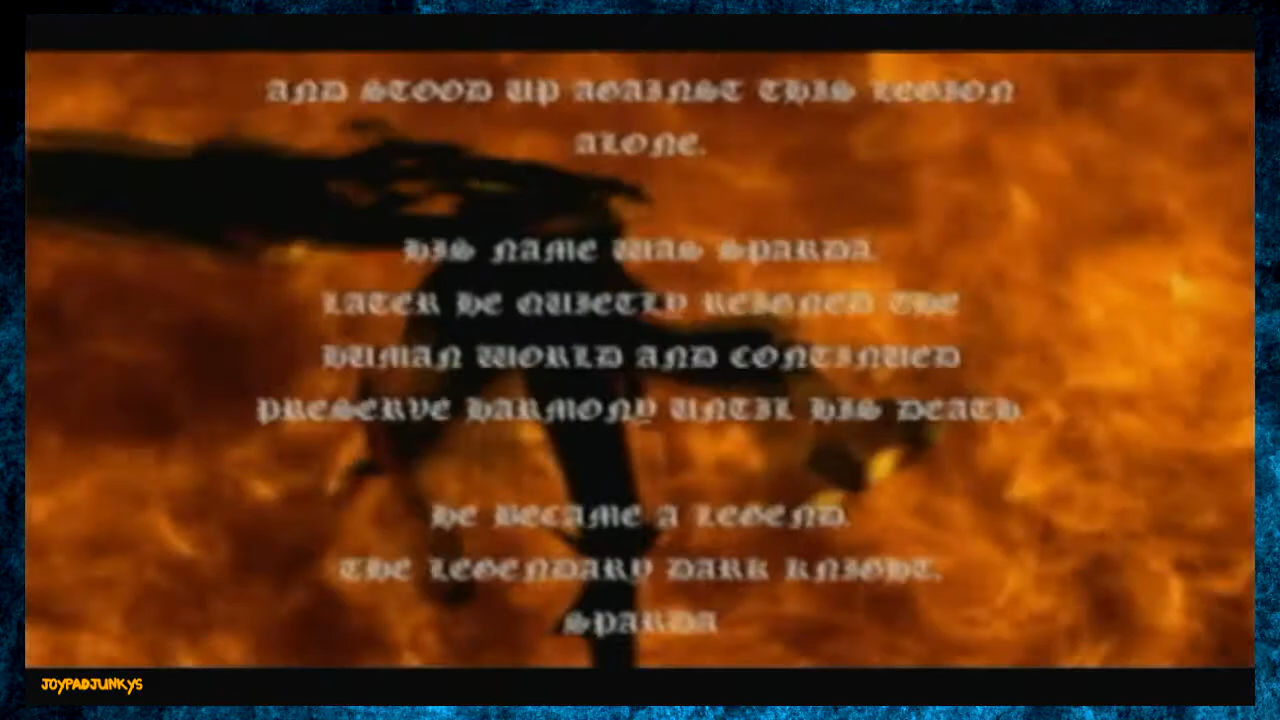 AND STOOD UP AGAINST THIS LEGION
ALONE.
HIS NAME WAS SPARDA.
LATER HE QUIETLY REIGNED THE
HUMAN WORLD AND CONTINUED
PRESERVE HARMONY UNTIL HIS DEATH.
HE BECAME A LEGEND.
THE LEGENDARY DARK KNIGHT.
SPARDA
JOYPADJUNKYS